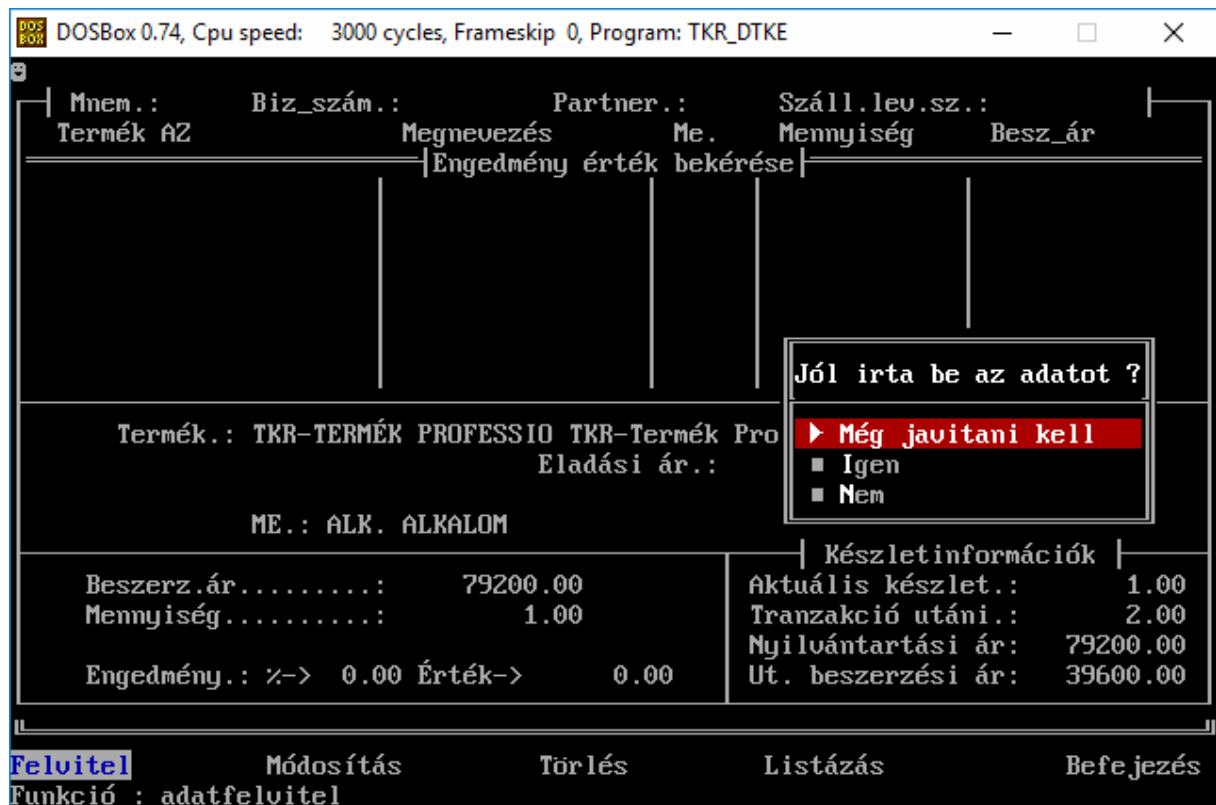 DOSBox 0.74, Cpu speed: 3000 cycles, Frameskip 0, Program: TKR_DTKE
Mnem.: Biz_szám.: Partner.: Száll.lev.sz.:
Termék AZ Megnevezés Me. Mennyiség Besz_ár
Engedmény érték bekérése
Jól irta be az adatot ?
Még javitani kell
Igen
Nem
Termék.: TKR-TERMÉK PROFESSIO TKR-Termék Pro
Eladási ár.:
ME.: ALK. ALKALOM
Készletinformációk
Beszerz.ár.........: 79200.00
Mennyiség..........: 1.00
Engedmény.: %-> 0.00 Érték-> 0.00
Aktuális készlet.: 1.00
Tranzakció utáni.: 2.00
Nyilvántartási ár: 79200.00
Ut. beszerzési ár: 39600.00
Felvitel Módosítás Törlés Listázás Befejezés
Funkció : adatfelvitel